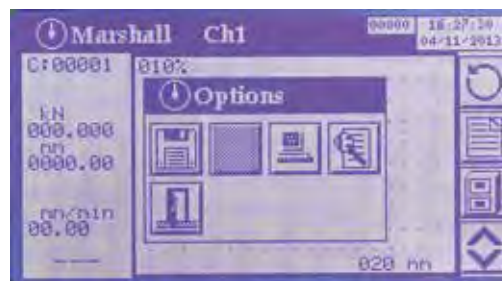 Marshall Ch1
00000
16:27:30
04/11/2013
C:00001
010%
Options
kN
000.000
mm
0000.00
mm/min
00.00
020 mm